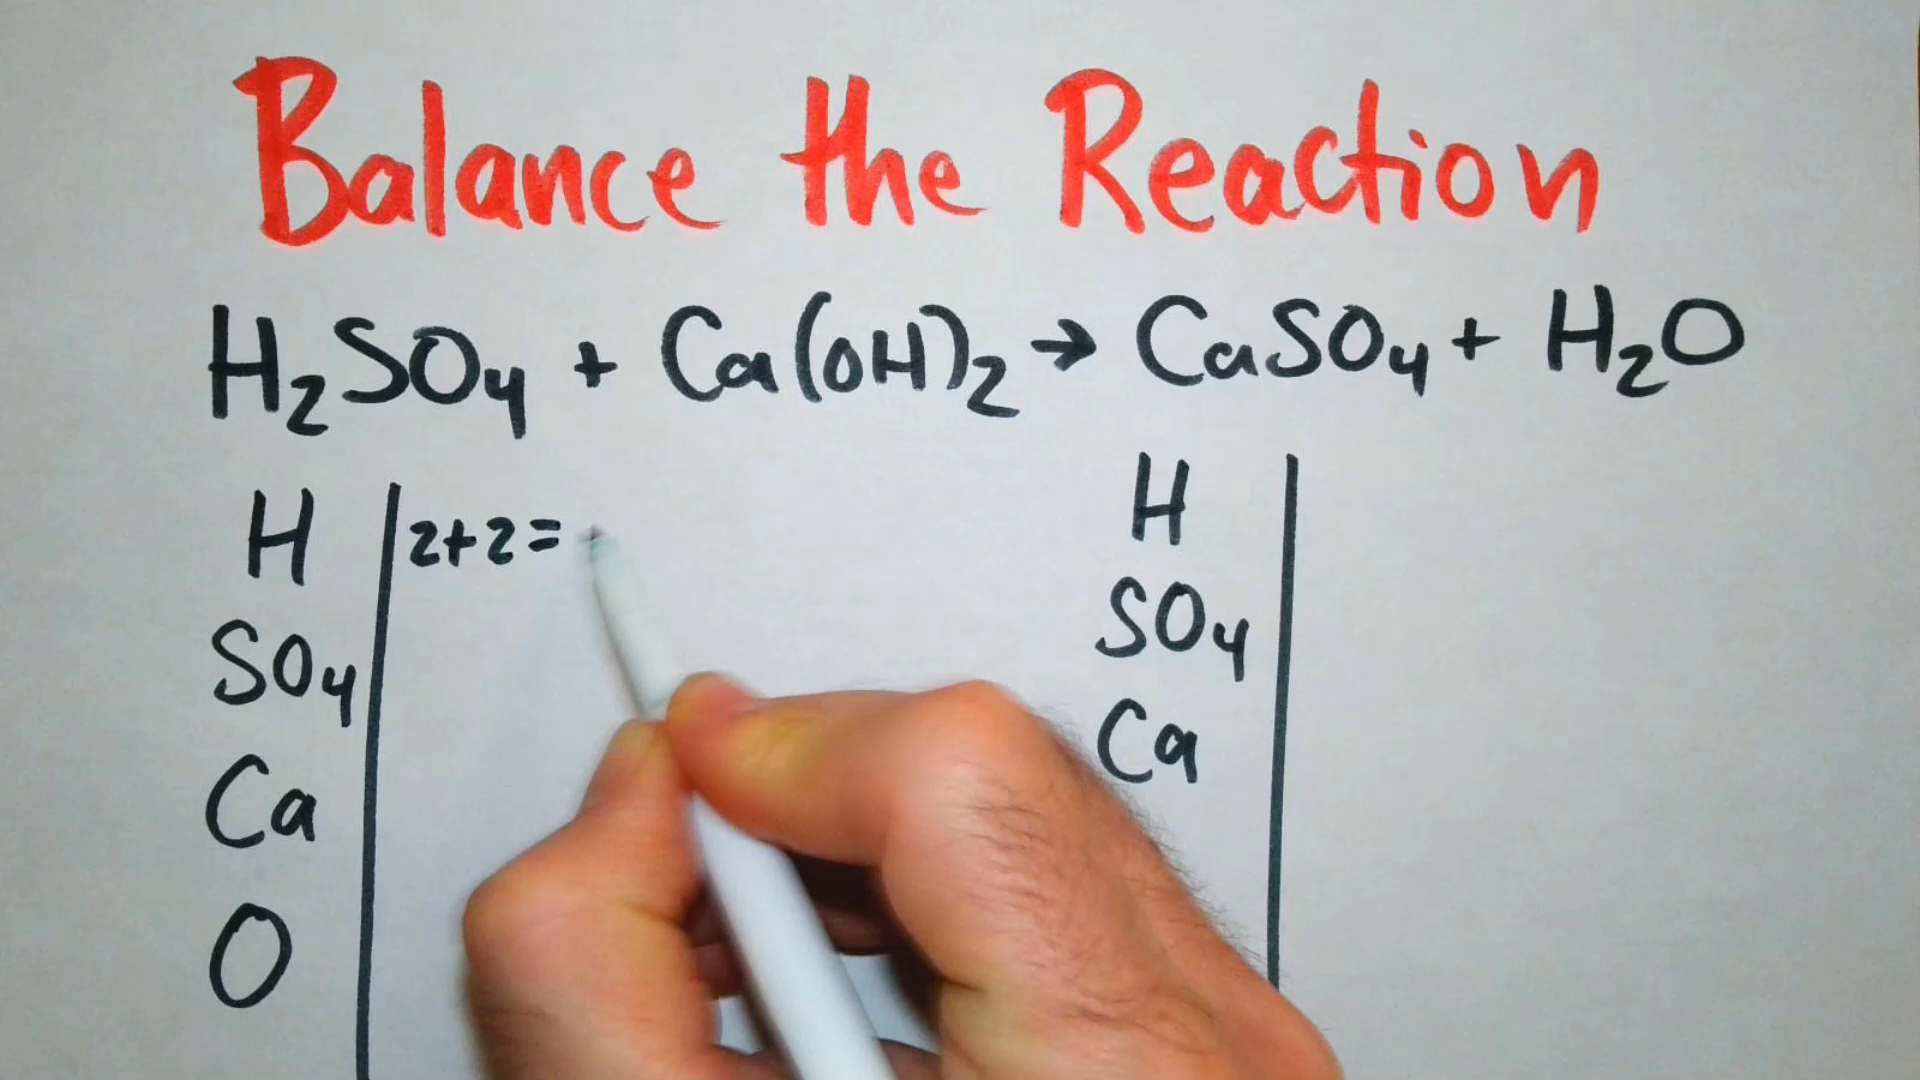 Balance the Reaction
H₂SO₄ + Ca(OH)₂ → CaSO₄ + H₂O
H 2+2=
SO₄
Ca
O
H
SO₄
Ca